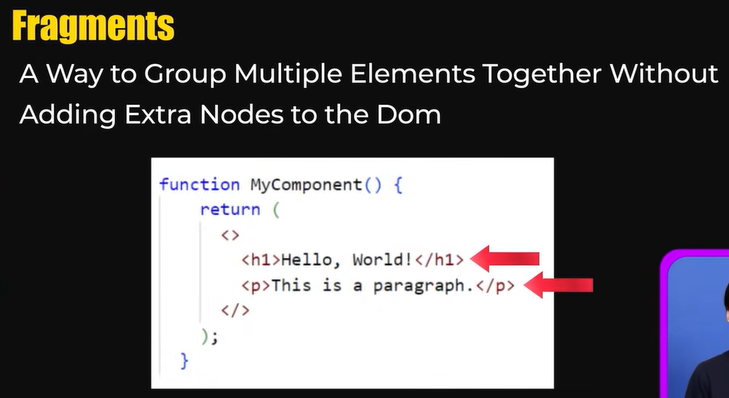 Fragments
A Way to Group Multiple Elements Together Without
Adding Extra Nodes to the Dom
function MyComponent() {
return (
<>
<h1>Hello, World!</h1>
<p>This is a paragraph.</p>
</>
);
}